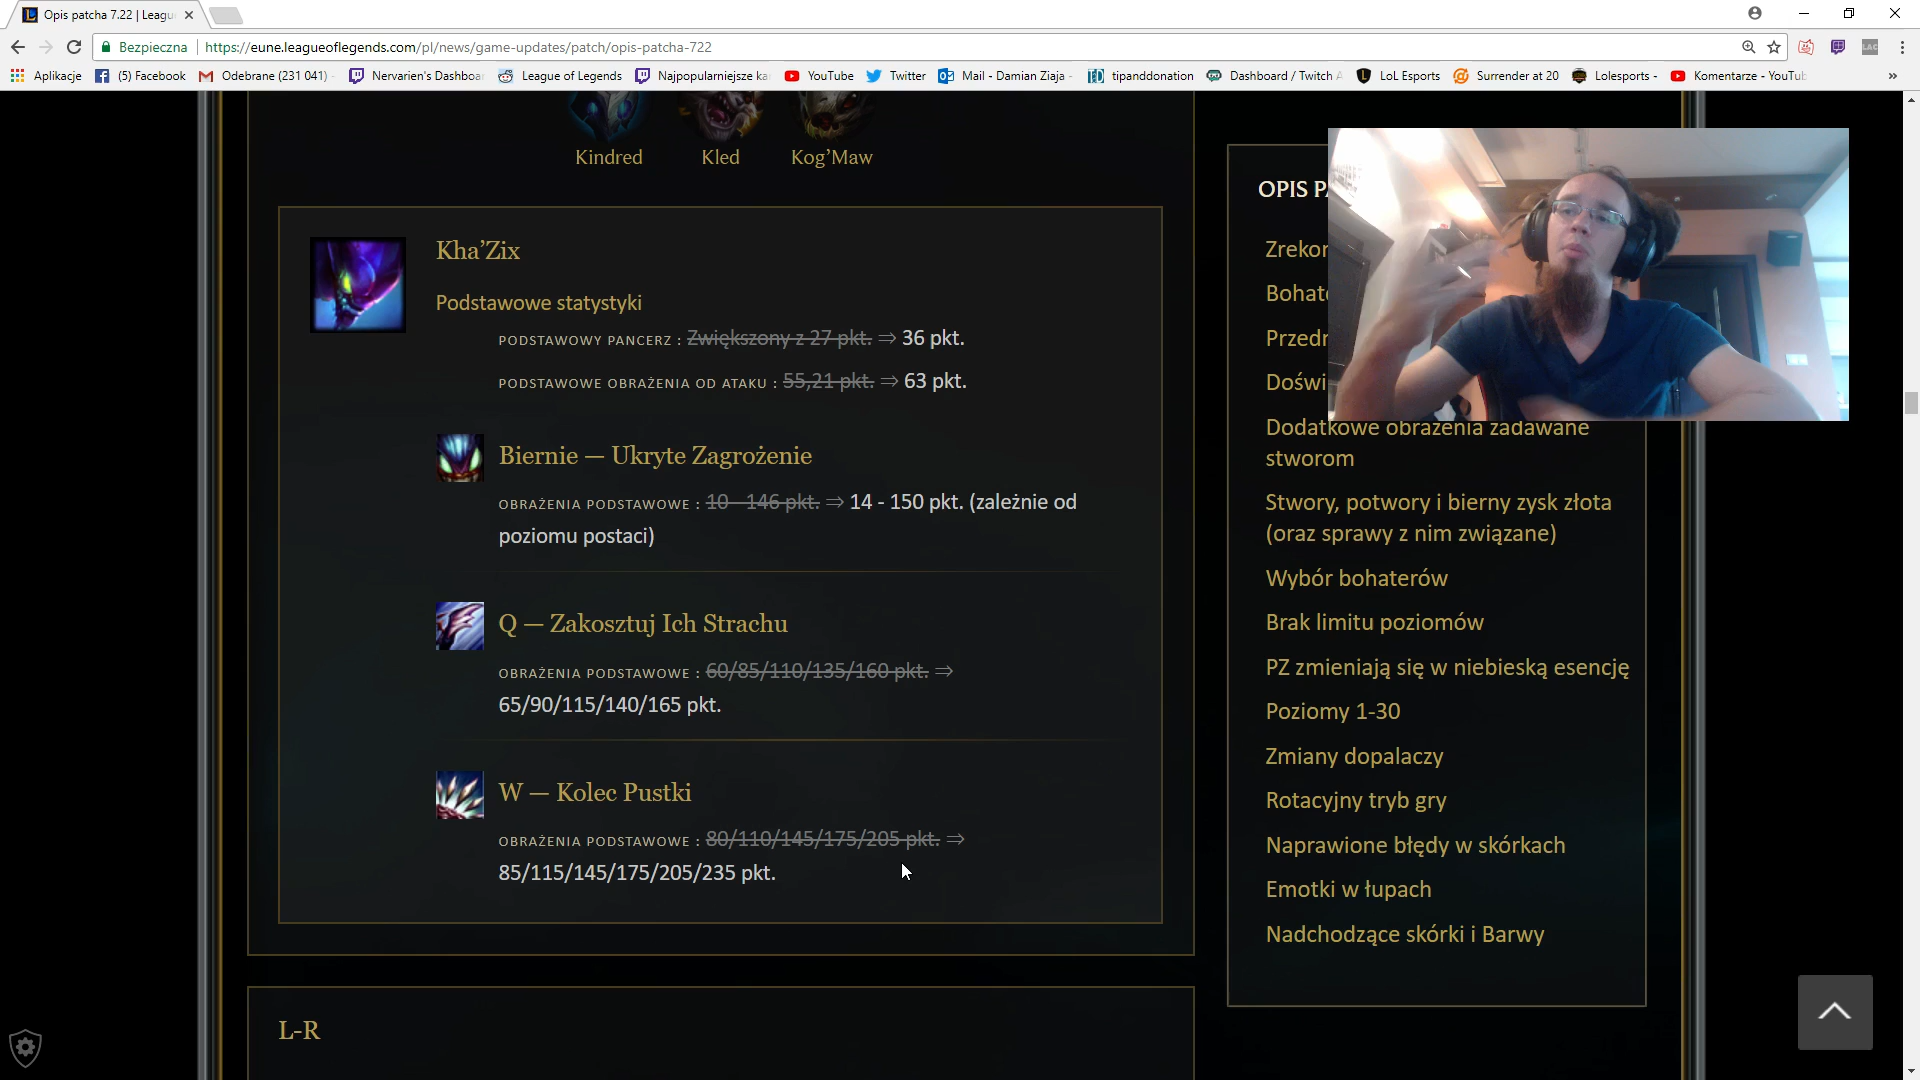 Opis patcha 7.22 | Leagu
Bezpieczna
https://eune.leagueoflegends.com/pl/news/game-updates/patch/opis-patcha-722
LAG
Aplikacje
(5) Facebook
Odebrane (231 041)
Nervarien's Dashboa
League of Legends
Najpopularniejsze ka
YouTube
Twitter
Mail - Damian Ziaja -
tipanddonation
Dashboard / Twitch A
LoL Esports
Surrender at 20
Lolesports -
Komentarze - YouTub
»
Kindred
Kled
Kog’Maw
Kha’Zix
Podstawowe statystyki
PODSTAWOWY PANCERZ : Zwiększony z 27 pkt. ⇒ 36 pkt.
PODSTAWOWE OBRAŻENIA OD ATAKU : 55,21 pkt. ⇒ 63 pkt.
Biernie — Ukryte Zagrożenie
OBRAŻENIA PODSTAWOWE : 10 - 146 pkt. ⇒ 14 - 150 pkt. (zależnie od
poziomu postaci)
Q — Zakosztuj Ich Strachu
OBRAŻENIA PODSTAWOWE : 60/85/110/135/160 pkt. ⇒
65/90/115/140/165 pkt.
W — Kolec Pustki
OBRAŻENIA PODSTAWOWE : 80/110/145/175/205 pkt. ⇒
85/115/145/175/205/235 pkt.
L-R
OPIS PA
Zrekor
Bohate
Przedr
Doświ
Dodatkowe obrażenia zadawane
stworom
Stwory, potwory i bierny zysk złota
(oraz sprawy z nim związane)
Wybór bohaterów
Brak limitu poziomów
PZ zmieniają się w niebieską esencję
Poziomy 1-30
Zmiany dopalaczy
Rotacyjny tryb gry
Naprawione błędy w skórkach
Emotki w łupach
Nadchodzące skórki i Barwy